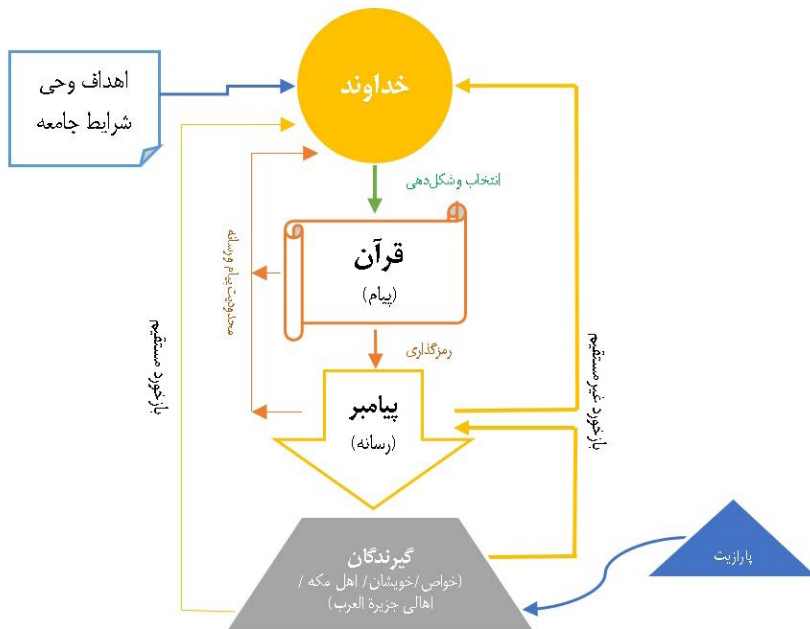 خداوند
اهداف وحی
شرایط جامعه
انتخاب و شکل‌دهی
قرآن
(پیام)
محدودیت پیام و رسانه
رمزگذاری
پیامبر
(رسانه)
بازخورد مستقیم
بازخورد غیر مستقیم
گیرندگان
(خواص/خویشان/ اهل مکه /
اهالی جزیرة العرب)
پارازیت